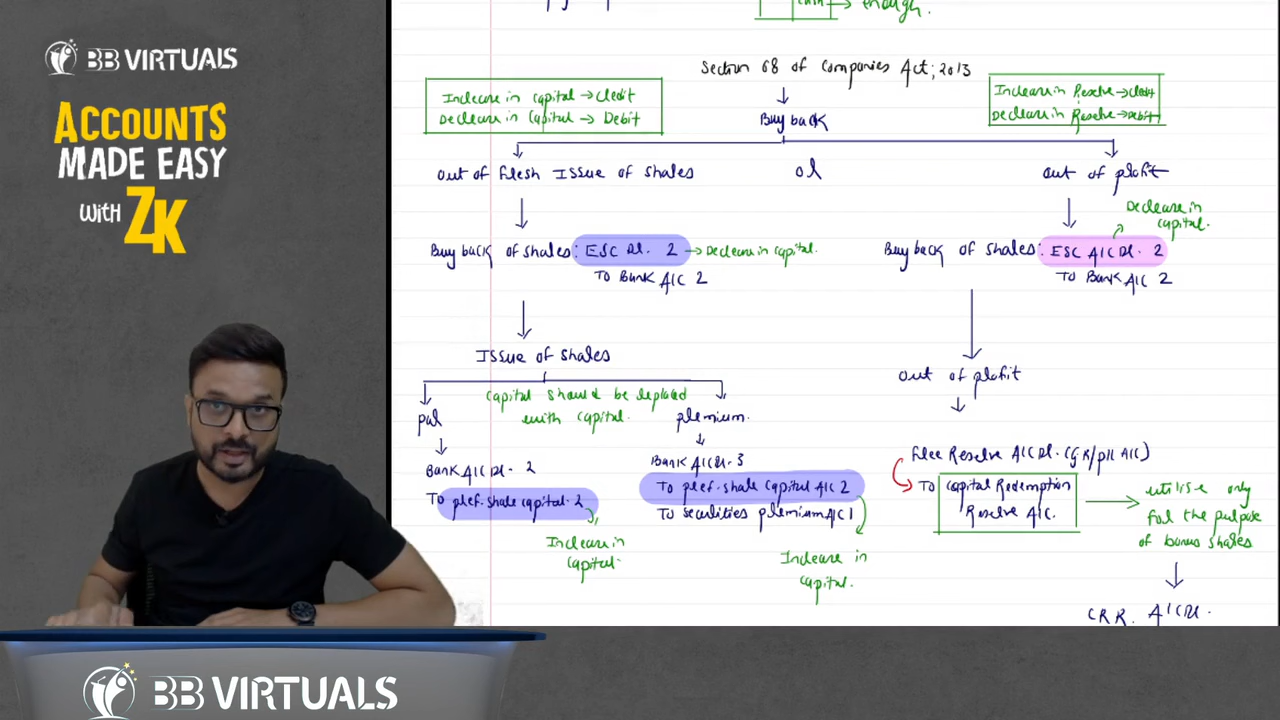 BB VIRTUALS
ACCOUNTS
MADE EASY
WITH ZK
enough.
Section 68 of Companies Act, 2013
Increase in capital → Credit
Decrease in capital → Debit
Increase in Reserve → Credit
Decrease in Reserve → Debit
Buy back
out of fresh Issue of shares
or
out of profit
Decrease in
capital.
Buy back of shares: ESC Dr. 2 → Decrease in capital.
To Bank A/C 2
Buy back of shares: ESC A/C Dr. 2
To Bank A/C 2
Issue of shares
out of profit
capital should be replaced
with capital.
par
premium.
Bank A/C Dr. 2
To pref. share capital. 2
Increase in
capital.
Bank A/C Dr. 3
To pref. share capital A/C 2
To securities premium A/C 1
Increase in
capital.
Free Reserve A/C Dr. (GR/P/L A/C)
To Capital Redemption
Reserve A/C.
utilise only
for the purpose
of bonus shares
CRR. A/C Dr.
BB VIRTUALS